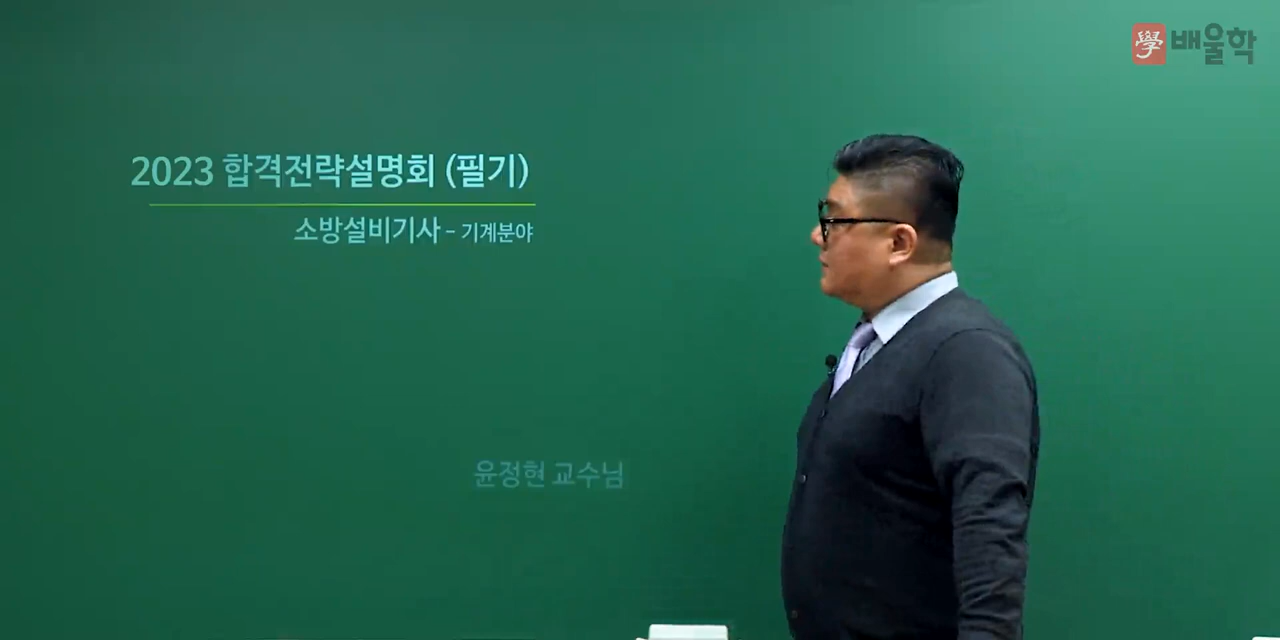 學 배울학
2023 합격전략설명회 (필기)
소방설비기사 - 기계분야
윤정현 교수님